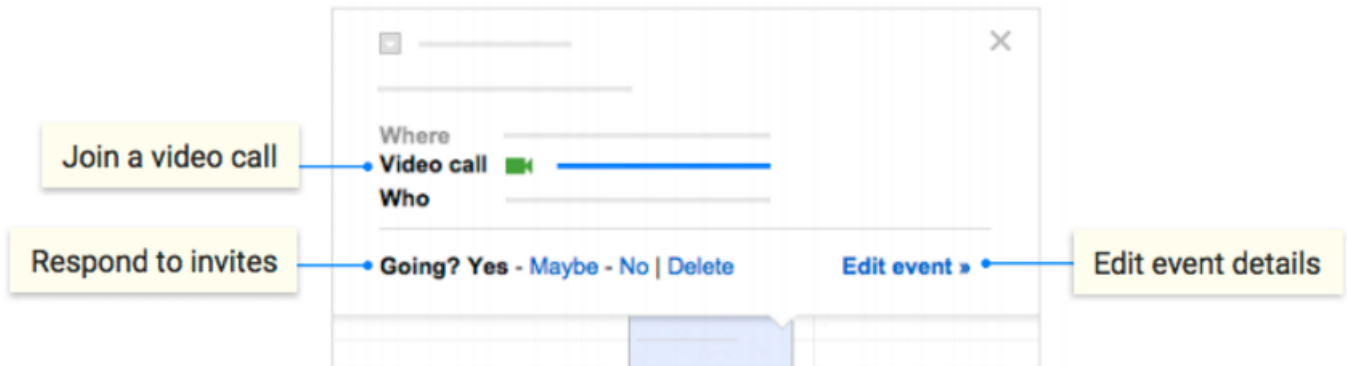 Where
Join a video call
Video call
Who
Respond to invites
Going? Yes - Maybe - No | Delete
Edit event »
Edit event details